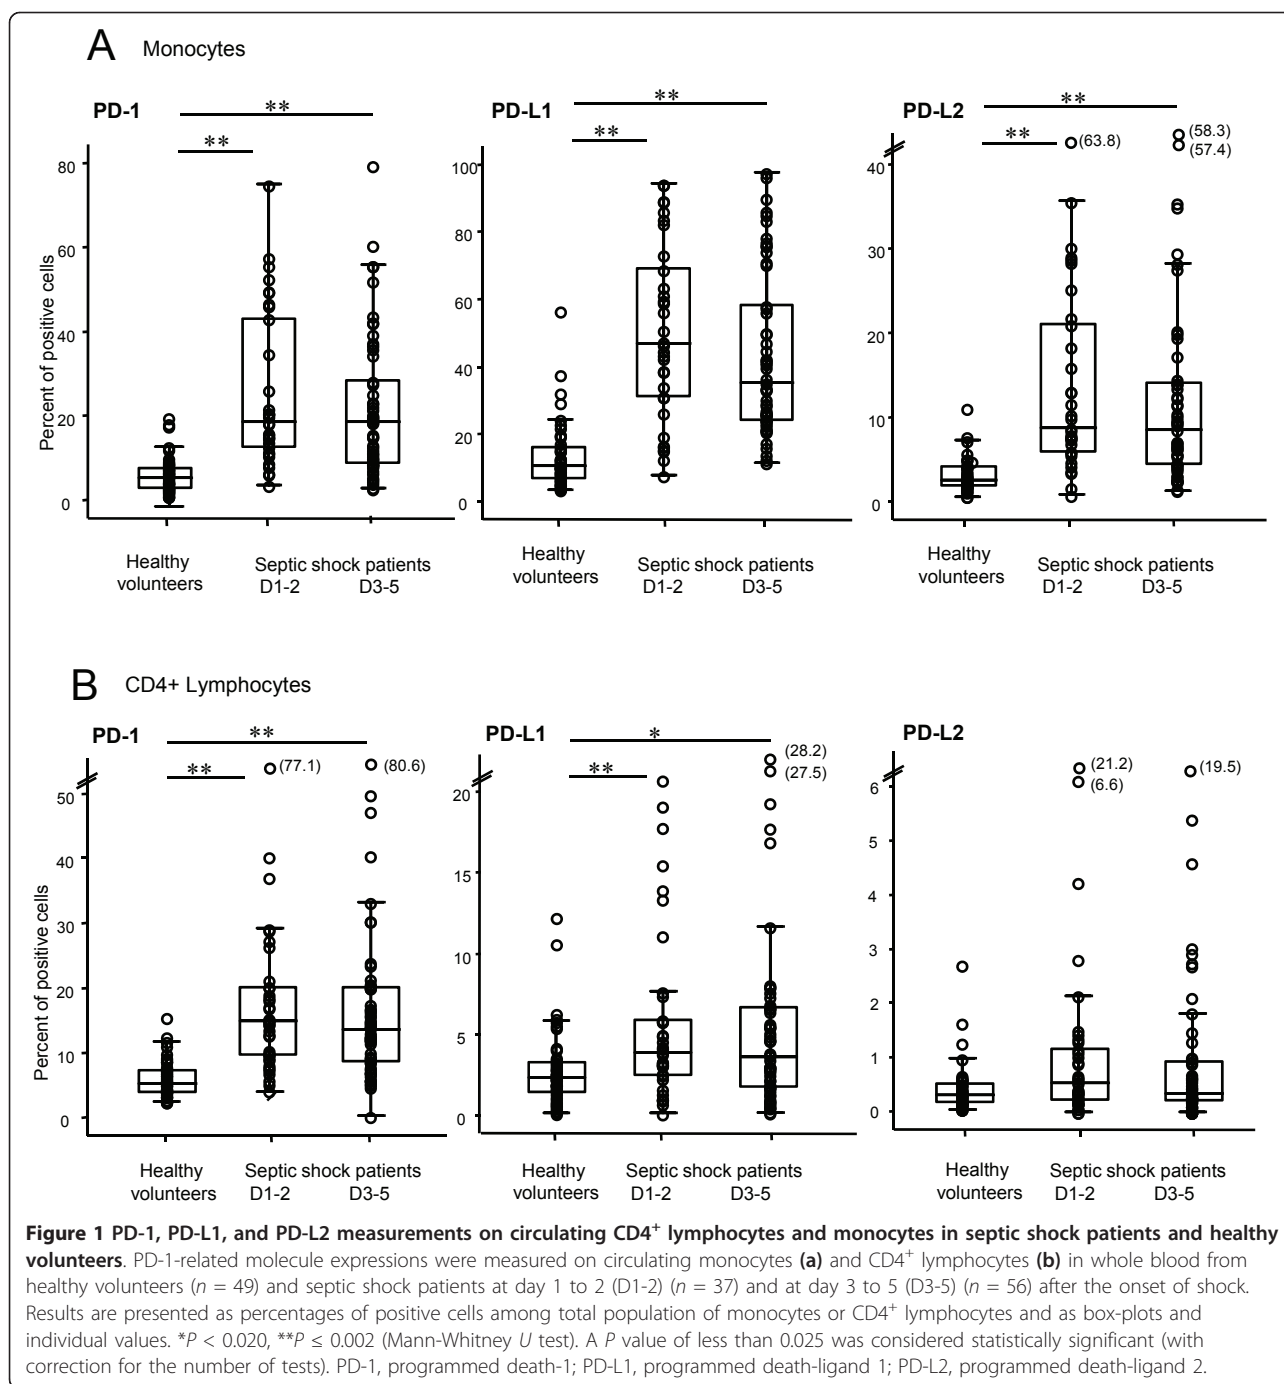 A Monocytes
PD-1
**
**
Percent of positive cells
80
60
40
20
0
Healthy volunteers
Septic shock patients
D1-2 D3-5
PD-L1
**
**
100
80
60
40
20
0
Healthy volunteers
Septic shock patients
D1-2 D3-5
PD-L2
**
**
(63.8)
(58.3)
(57.4)
40
30
20
10
0
Healthy volunteers
Septic shock patients
D1-2 D3-5
B CD4+ Lymphocytes
PD-1
**
**
(77.1)
(80.6)
Percent of positive cells
50
40
30
20
10
0
Healthy volunteers
Septic shock patients
D1-2 D3-5
PD-L1
*
**
(28.2)
(27.5)
20
15
10
5
0
Healthy volunteers
Septic shock patients
D1-2 D3-5
PD-L2
(21.2)
(6.6)
(19.5)
6
5
4
3
2
1
0
Healthy volunteers
Septic shock patients
D1-2 D3-5
Figure 1 PD-1, PD-L1, and PD-L2 measurements on circulating CD4+ lymphocytes and monocytes in septic shock patients and healthy
volunteers. PD-1-related molecule expressions were measured on circulating monocytes (a) and CD4+ lymphocytes (b) in whole blood from
healthy volunteers (n = 49) and septic shock patients at day 1 to 2 (D1-2) (n = 37) and at day 3 to 5 (D3-5) (n = 56) after the onset of shock.
Results are presented as percentages of positive cells among total population of monocytes or CD4+ lymphocytes and as box-plots and
individual values. *P < 0.020, **P ≤ 0.002 (Mann-Whitney U test). A P value of less than 0.025 was considered statistically significant (with
correction for the number of tests). PD-1, programmed death-1; PD-L1, programmed death-ligand 1; PD-L2, programmed death-ligand 2.